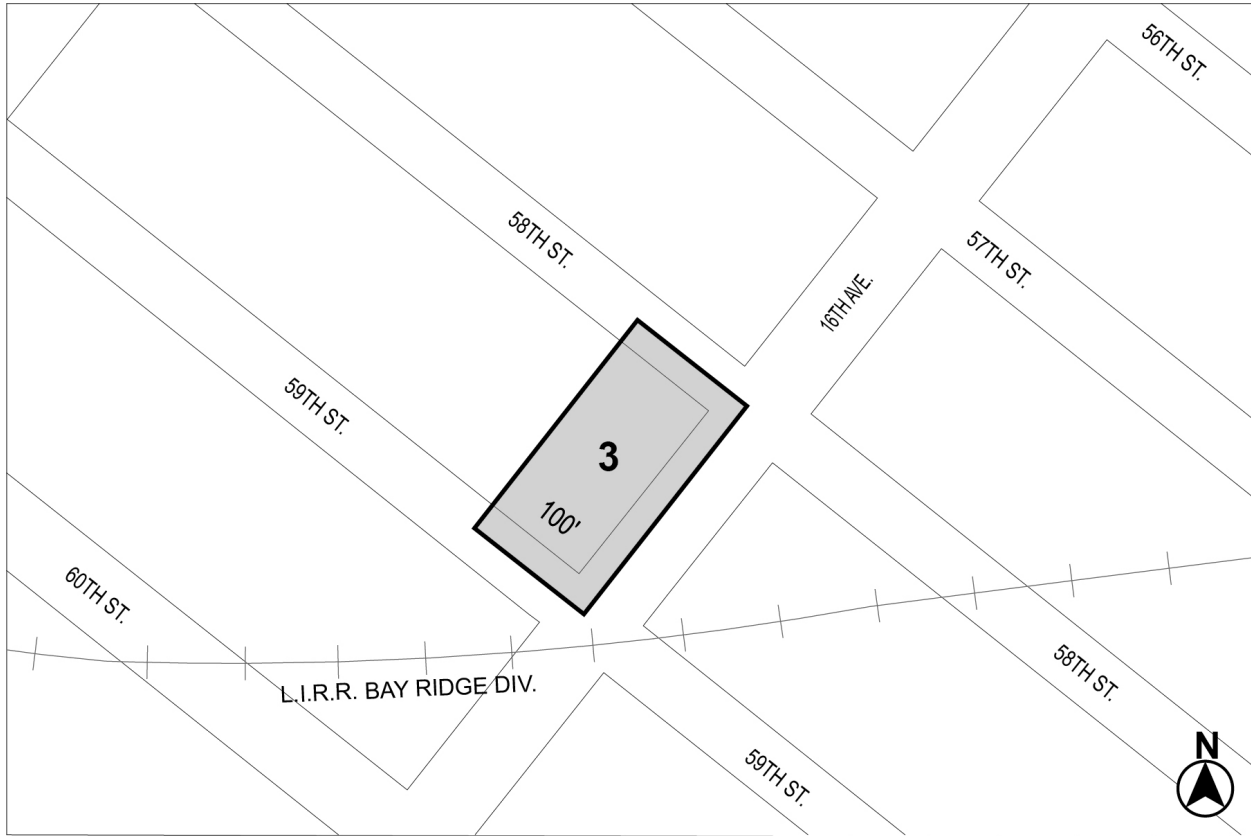 56TH ST.
58TH ST.
57TH ST.
16TH AVE.
59TH ST.
3
100'
60TH ST.
58TH ST.
L.I.R.R. BAY RIDGE DIV.
N
59TH ST.